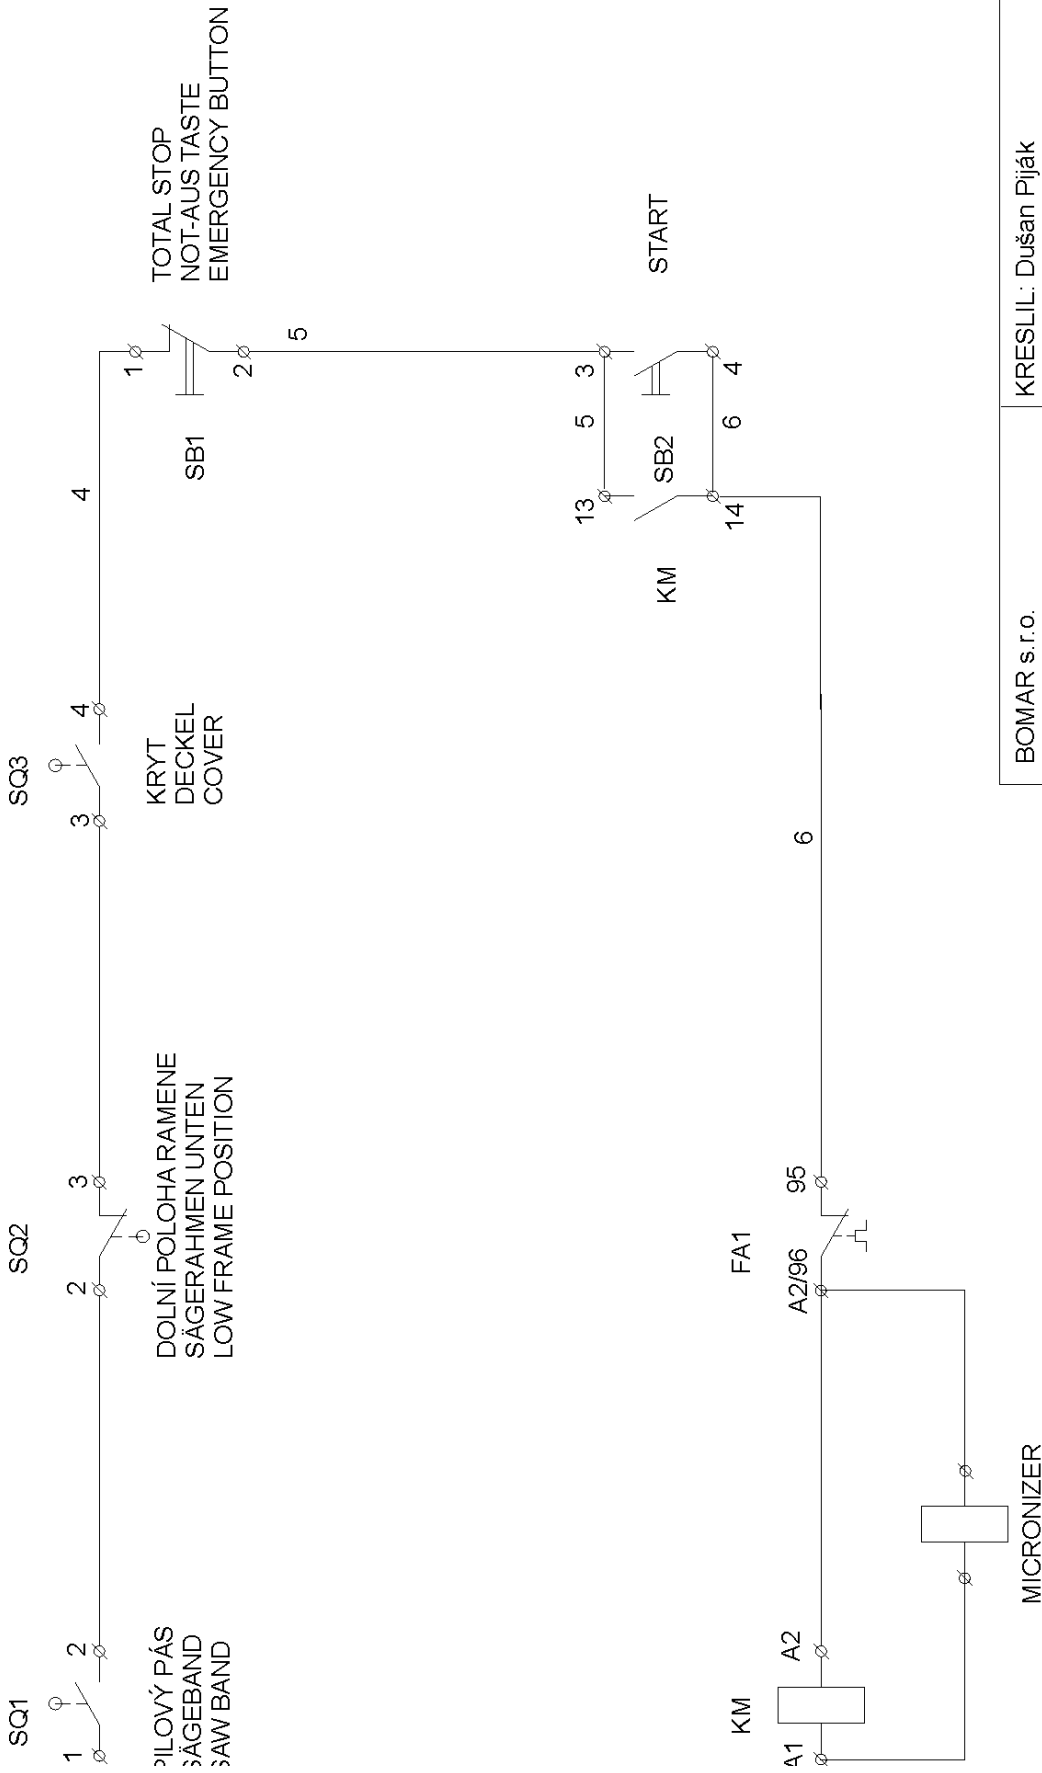 SQ1
SQ2
SQ3
1
2
2
3
3
4
4
PILOVÝ PÁS
SÄGEBAND
SAW BAND
DOLNÍ POLOHA RAMENE
SÄGERAHMEN UNTEN
LOW FRAME POSITION
KRYT
DECKEL
COVER
1
TOTAL STOP
NOT-AUS TASTE
EMERGENCY BUTTON
SB1
2
5
13
5
3
KM
SB2
START
14
6
4
KM
FA1
A1
A2
A2/96
95
6
MICRONIZER
BOMAR s.r.o.
KRESLIL: Dušan Piják